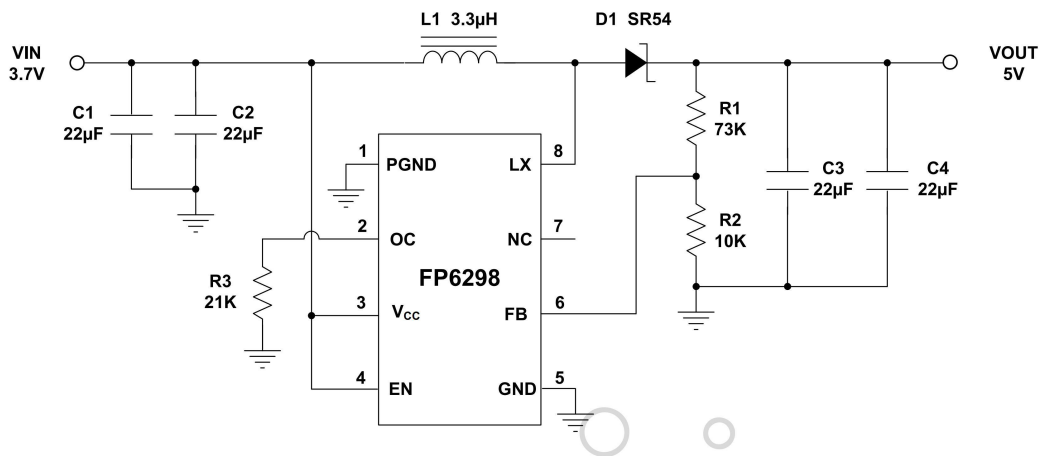 L1 3.3µH
D1 SR54
VIN
3.7V
VOUT
5V
C1
22µF
C2
22µF
R1
73K
C3
22µF
C4
22µF
1
PGND
LX
8
2
OC
NC
7
R2
10K
FP6298
R3
21K
3
Vcc
FB
6
4
EN
GND
5